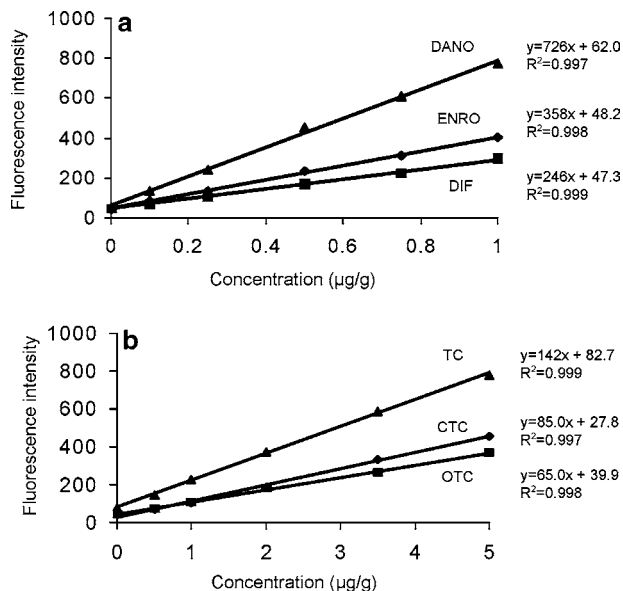 a
1000
800
600
400
200
0
Fluorescence intensity
DANO
ENRO
DIF
y=726x + 62.0
R²=0.997
y=358x + 48.2
R²=0.998
y=246x + 47.3
R²=0.999
0 0.2 0.4 0.6 0.8 1
Concentration (µg/g)
b
1000
800
600
400
200
0
Fluorescence intensity
TC
CTC
OTC
y=142x + 82.7
R²=0.999
y=85.0x + 27.8
R²=0.997
y=65.0x + 39.9
R²=0.998
0 1 2 3 4 5
Concentration (µg/g)